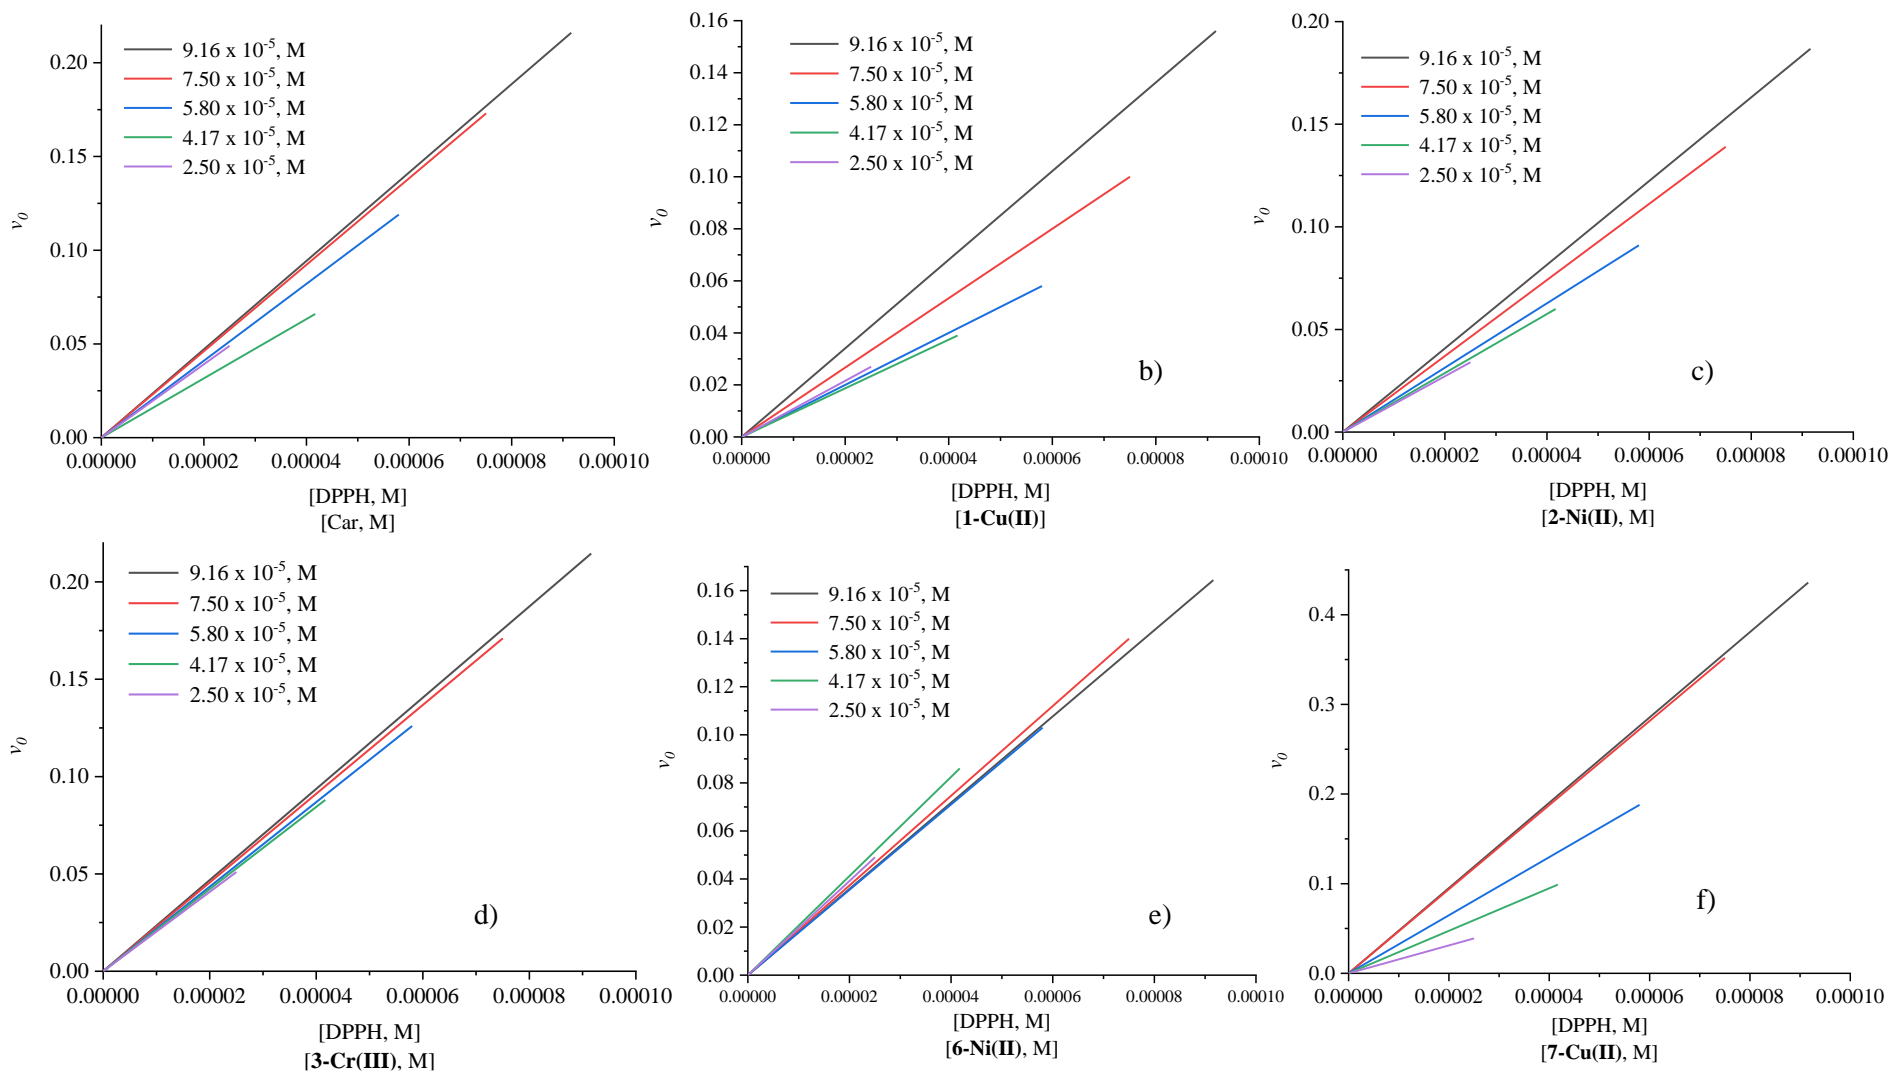 0.20
0.15
0.10
0.05
0.00
v0
9.16 x 10-5, M
7.50 x 10-5, M
5.80 x 10-5, M
4.17 x 10-5, M
2.50 x 10-5, M
0.00000 0.00002 0.00004 0.00006 0.00008 0.00010
[DPPH, M]
[Car, M]
0.16
0.14
0.12
0.10
0.08
0.06
0.04
0.02
0.00
v0
9.16 x 10-5, M
7.50 x 10-5, M
5.80 x 10-5, M
4.17 x 10-5, M
2.50 x 10-5, M
b)
0.00000 0.00002 0.00004 0.00006 0.00008 0.00010
[DPPH, M]
[1-Cu(II)]
0.20
0.15
0.10
0.05
0.00
v0
9.16 x 10-5, M
7.50 x 10-5, M
5.80 x 10-5, M
4.17 x 10-5, M
2.50 x 10-5, M
c)
0.00000 0.00002 0.00004 0.00006 0.00008 0.00010
[DPPH, M]
[2-Ni(II), M]
0.20
0.15
0.10
0.05
0.00
v0
9.16 x 10-5, M
7.50 x 10-5, M
5.80 x 10-5, M
4.17 x 10-5, M
2.50 x 10-5, M
d)
0.00000 0.00002 0.00004 0.00006 0.00008 0.00010
[DPPH, M]
[3-Cr(III), M]
0.16
0.14
0.12
0.10
0.08
0.06
0.04
0.02
0.00
v0
9.16 x 10-5, M
7.50 x 10-5, M
5.80 x 10-5, M
4.17 x 10-5, M
2.50 x 10-5, M
e)
0.00000 0.00002 0.00004 0.00006 0.00008 0.00010
[DPPH, M]
[6-Ni(II), M]
0.4
0.3
0.2
0.1
0.0
v0
f)
0.00000 0.00002 0.00004 0.00006 0.00008 0.00010
[DPPH, M]
[7-Cu(II), M]